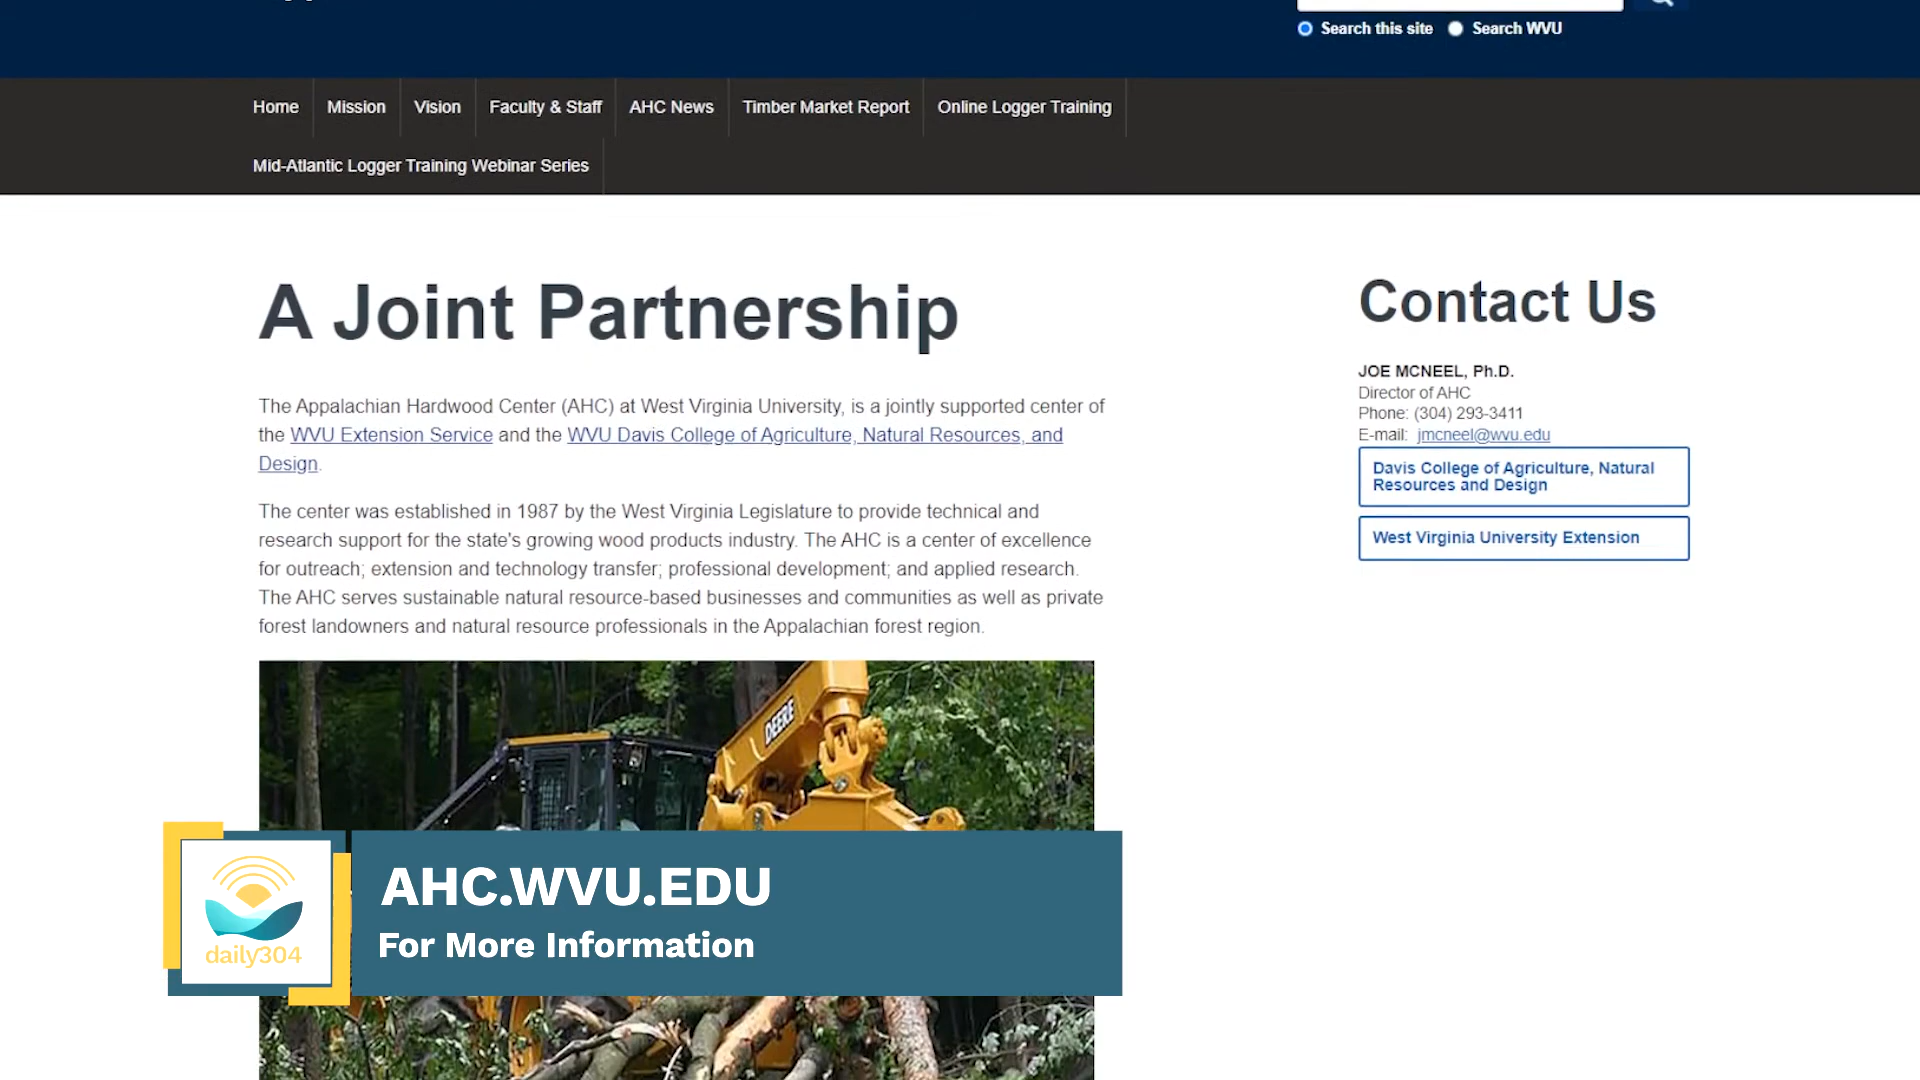 Search this site Search WVU
Home Mission Vision Faculty & Staff AHC News Timber Market Report Online Logger Training
Mid-Atlantic Logger Training Webinar Series
A Joint Partnership
The Appalachian Hardwood Center (AHC) at West Virginia University, is a jointly supported center of
the WVU Extension Service and the WVU Davis College of Agriculture, Natural Resources, and
Design.
The center was established in 1987 by the West Virginia Legislature to provide technical and
research support for the state's growing wood products industry. The AHC is a center of excellence
for outreach; extension and technology transfer; professional development; and applied research.
The AHC serves sustainable natural resource-based businesses and communities as well as private
forest landowners and natural resource professionals in the Appalachian forest region.
Contact Us
JOE MCNEEL, Ph.D.
Director of AHC
Phone: (304) 293-3411
E-mail: jmcneel@wvu.edu
Davis College of Agriculture, Natural
Resources and Design
West Virginia University Extension
DEERE
AHC.WVU.EDU
For More Information
daily304